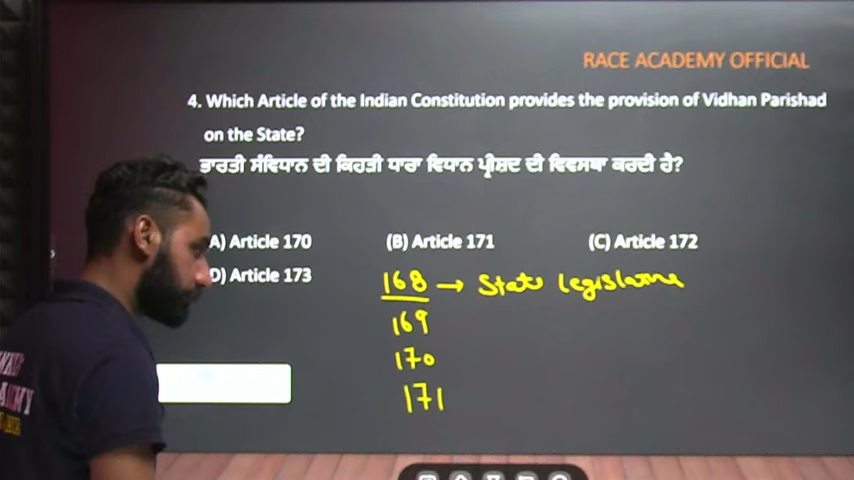 RACE ACADEMY OFFICIAL
4. Which Article of the Indian Constitution provides the provision of Vidhan Parishad
on the State?
ਭਾਰਤੀ ਸੰਵਿਧਾਨ ਦੀ ਕਿਹੜੀ ਧਾਰਾ ਵਿਧਾਨ ਪ੍ਰੀਸ਼ਦ ਦੀ ਵਿਵਸਥਾ ਕਰਦੀ ਹੈ?
A) Article 170 (B) Article 171 (C) Article 172
D) Article 173
168 → State legislature
169
170
171